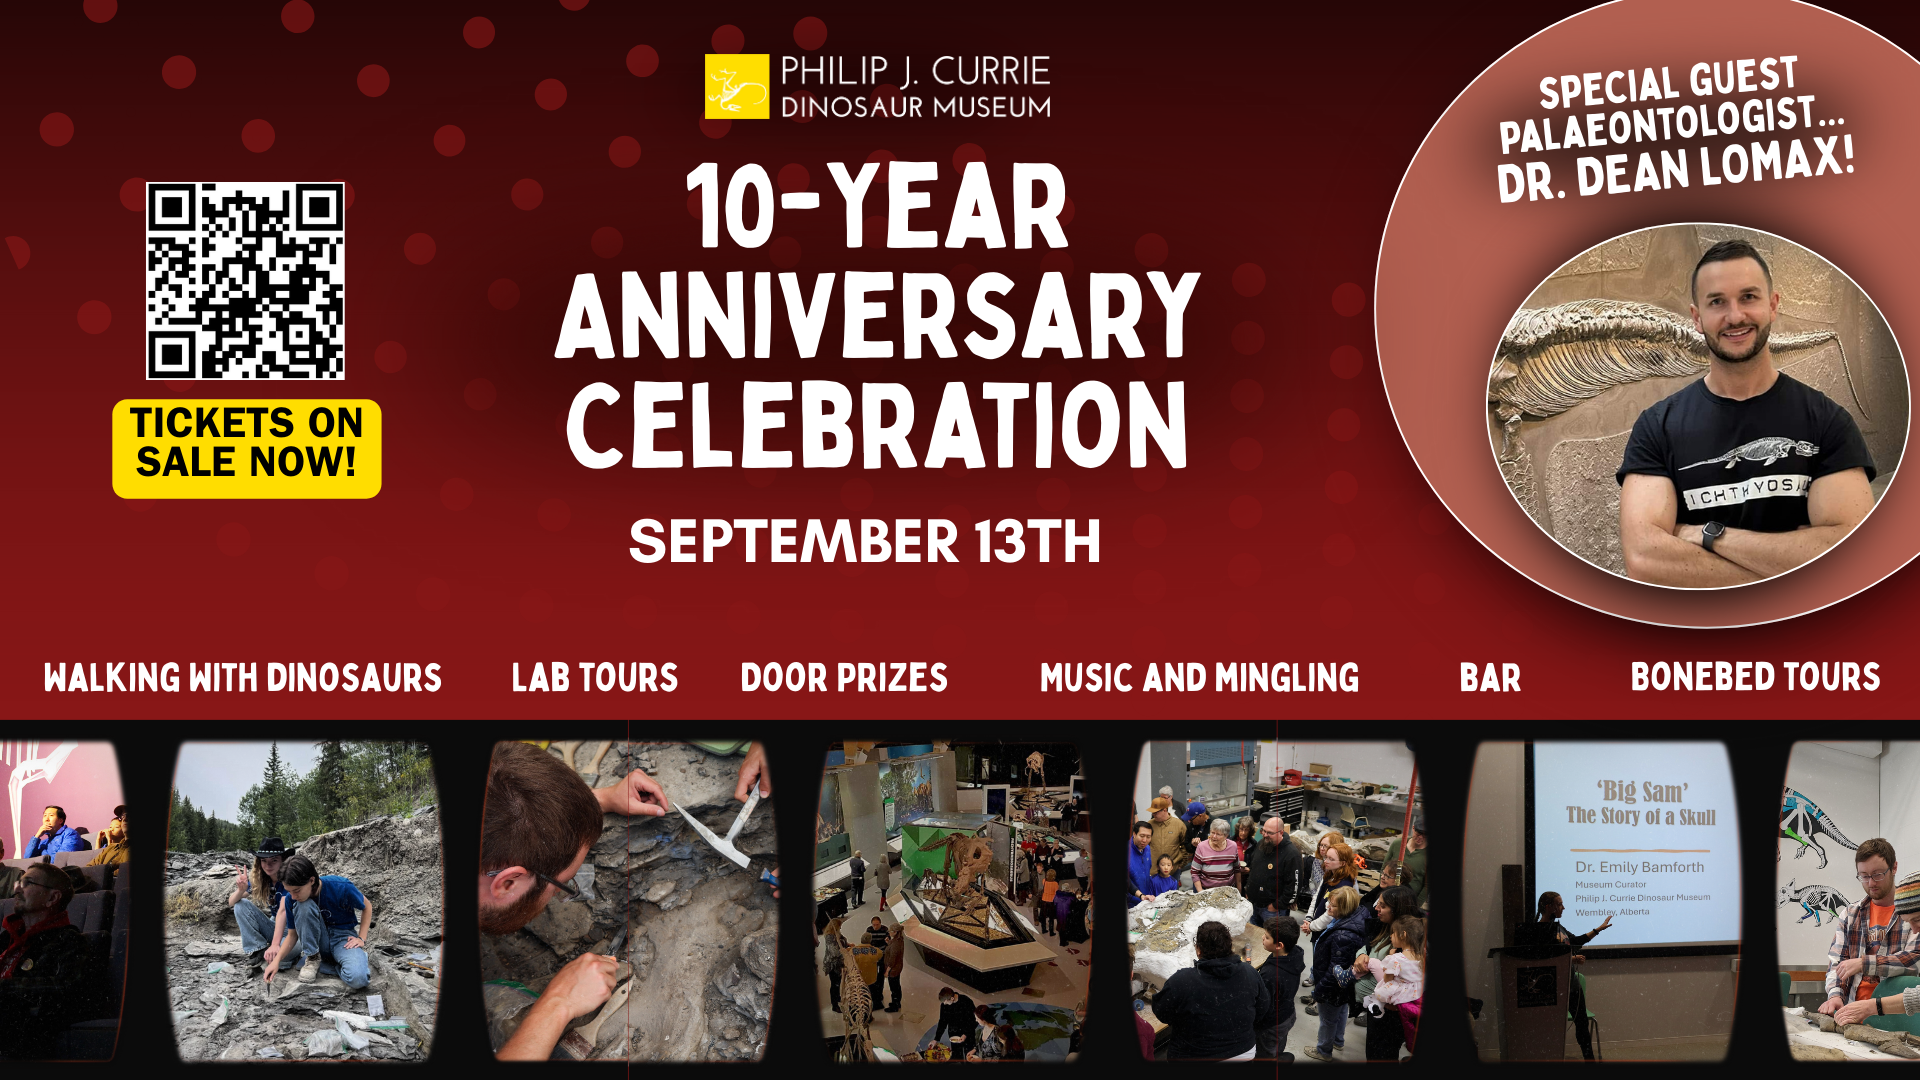 PHILIP J. CURRIE
DINOSAUR MUSEUM
10-YEAR
ANNIVERSARY
CELEBRATION
SEPTEMBER 13TH
TICKETS ON
SALE NOW!
SPECIAL GUEST
PALAEONTOLOGIST...
DR. DEAN LOMAX!
ICHTHYOSAU
WALKING WITH DINOSAURS
LAB TOURS
DOOR PRIZES
MUSIC AND MINGLING
BAR
BONEBED TOURS
'Big Sam'
The Story of a Skull
Dr. Emily Bamforth
Museum Curator
Philip J. Currie Dinosaur Museum
Wembley, Alberta